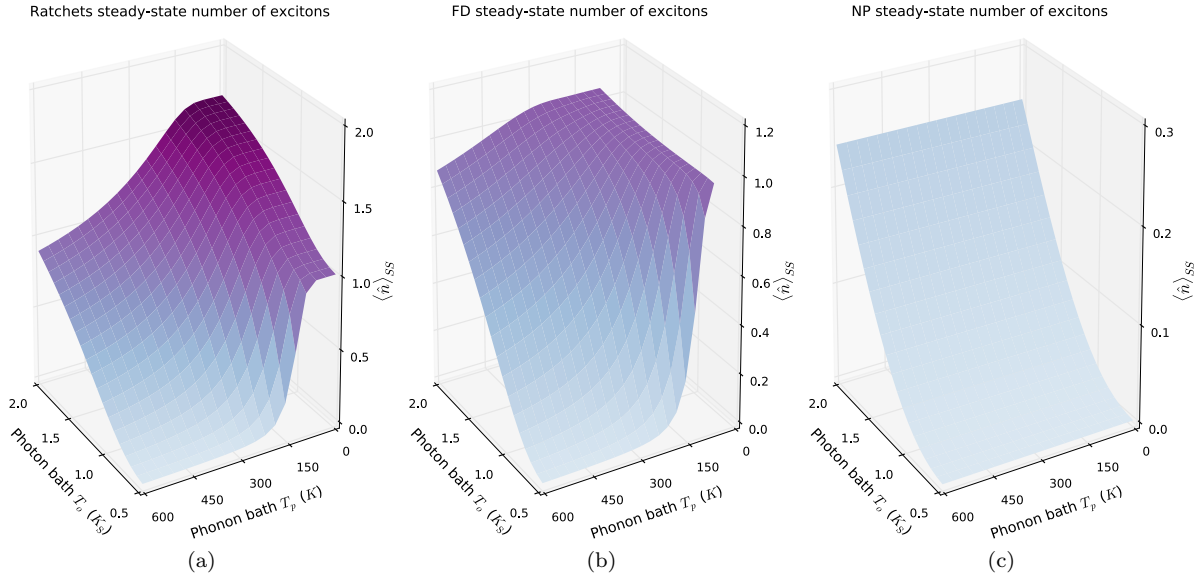 Ratchets steady-state number of excitons
2.0
1.5
1.0
0.5
0.0
⟨n̂⟩SS
2.0
1.5
1.0
0.5
Photon bath To (KS)
600
450
300
150
0
Phonon bath Tp (K)
(a)
FD steady-state number of excitons
1.2
1.0
0.8
0.6
0.4
0.2
0.0
⟨n̂⟩SS
2.0
1.5
1.0
0.5
Photon bath To (KS)
600
450
300
150
0
Phonon bath Tp (K)
(b)
NP steady-state number of excitons
0.3
0.2
0.1
0.0
⟨n̂⟩SS
2.0
1.5
1.0
0.5
Photon bath To (KS)
600
450
300
150
0
Phonon bath Tp (K)
(c)